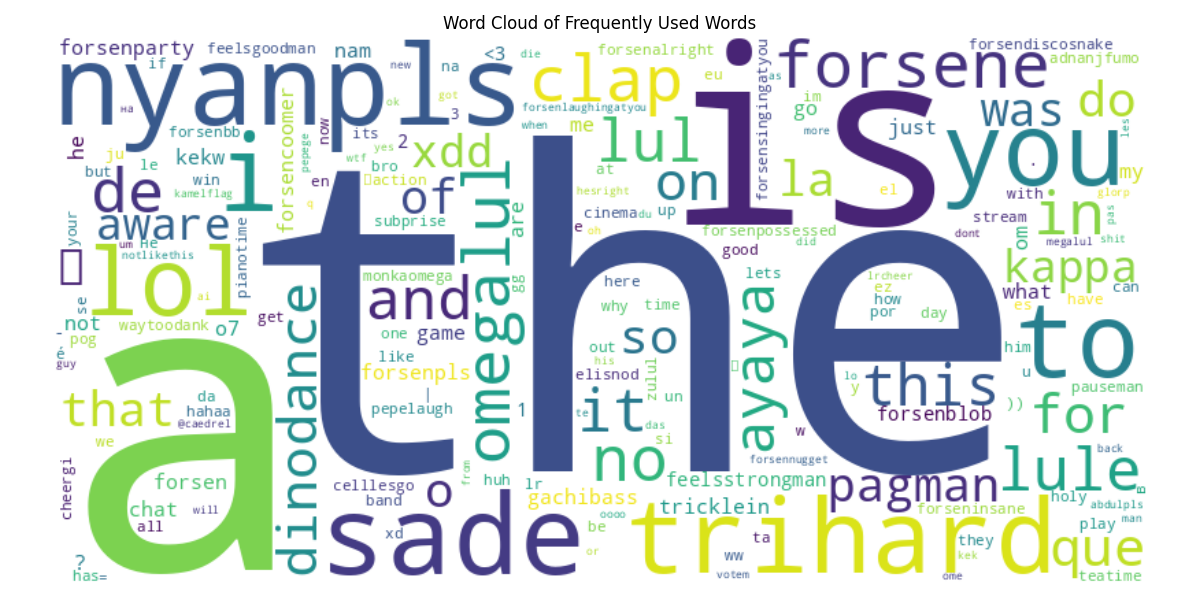 Word Cloud of Frequently Used Words
forsenparty
feelsgoodman
nam
<3
die
forsenalright
forsensingingatyou
forsendiscosnake
nyanpls
if
new
na
clap
eu
as
forsene
adnanjfumo
ok
got
3
forsenlaughingatyou
im
go
was
do
на
now
its
2
when
me
more
just
les
he
forsenbb
i
forsencoomer
pepege
wtf
yes
xdd
lul
is
you
.
ju
kekw
bro
at
la
my
but
le
win
en
action
of
hesright
on
el
with
glorp
de
kamelflag
q
subprise
cinema
du
up
stream
in
pas
aware
your
um
He
notlikethis
pianotime
omegalul
are
e
oh
forsenpossessed
did
dont
om
megalul
shit
good
lol
monkaomega
gg
here
lets
lrcheer
kappa
se
ai
and
ez
what
can
get
why
time
how
es
have
-
not
waytoodank
o7
one
game
so
por
day
pog
é
the
like
out
his
ayayaya
him
to
guy
dinodance
forsenpls
elisnod
zulul
lo
y
this
u
pauseman
a
that
da
hahaa
|
pepelaugh
1
te
it
un
forsenblob
))
for
@caedrel
das
si
w
we
no
back
cheergi
forsen
from
huh
lr
feelsstrongman
forsennugget
lule
в
celllesgo
o
pagman
holy
abdulpls
chat
will
band
gachibass
tricklein
forseninsane
all
sade
oooo
trihard
play
man
xd
be
ta
they
que
?
or
ww
kek
has=
votem
ome
teatime